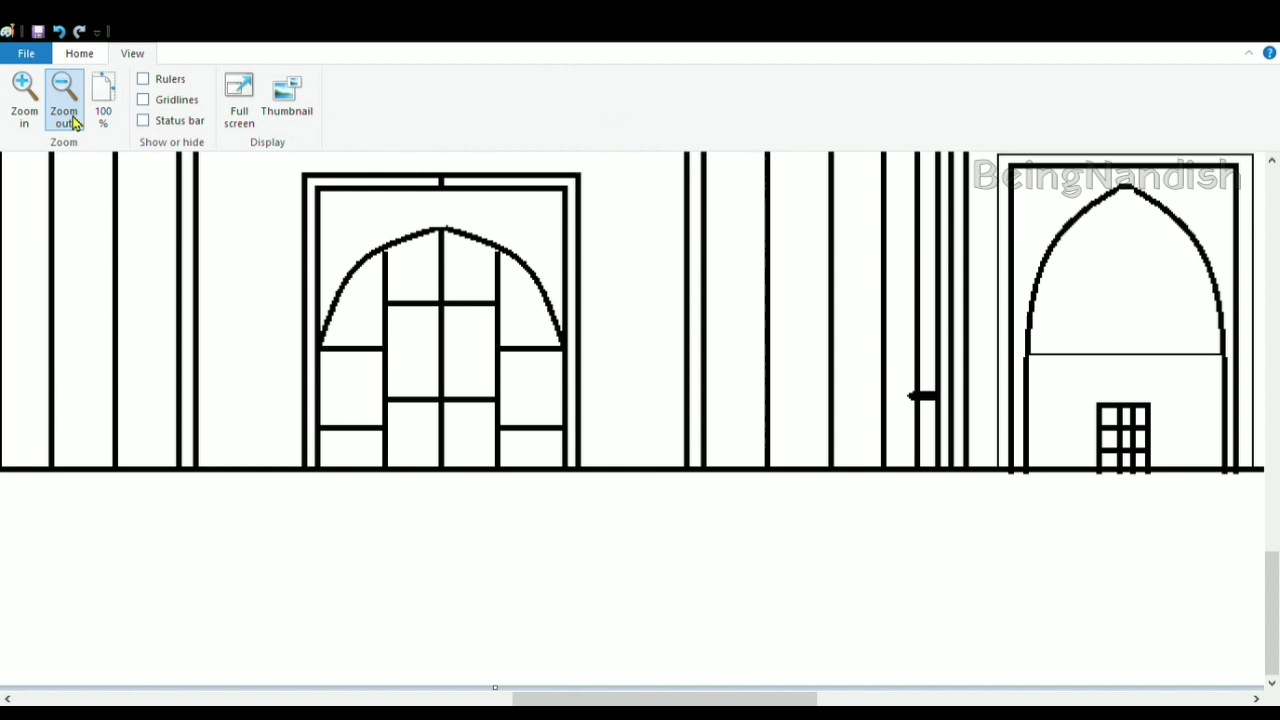 File Home View
Zoom in
Zoom out
100 %
Rulers
Gridlines
Status bar
Full screen
Thumbnail
Zoom
Show or hide
Display
BeingNandish